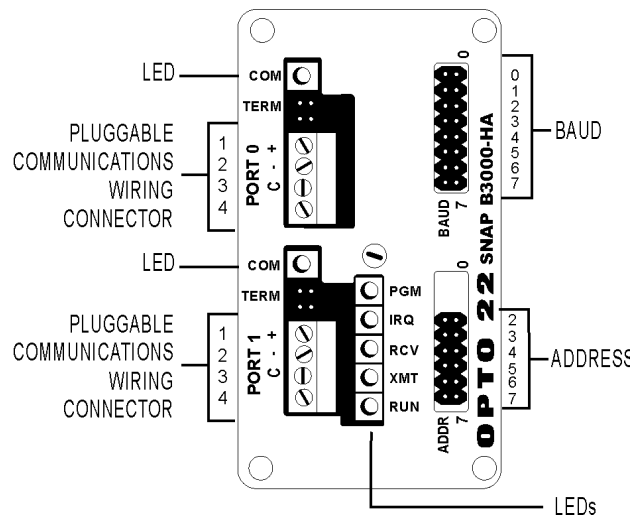 LED
COM
TERM
PLUGGABLE
COMMUNICATIONS
WIRING
CONNECTOR
1
2
3
4
PORT 0
C - +
0
BAUD
7
0
1
2
3
4
5
6
7
BAUD
OPTO 22 SNAP B3000-HA
LED
COM
TERM
PLUGGABLE
COMMUNICATIONS
WIRING
CONNECTOR
1
2
3
4
PORT 1
C - +
PGM
IRQ
RCV
XMT
RUN
0
ADDR
7
2
3
4
5
6
7
ADDRESS
LEDs